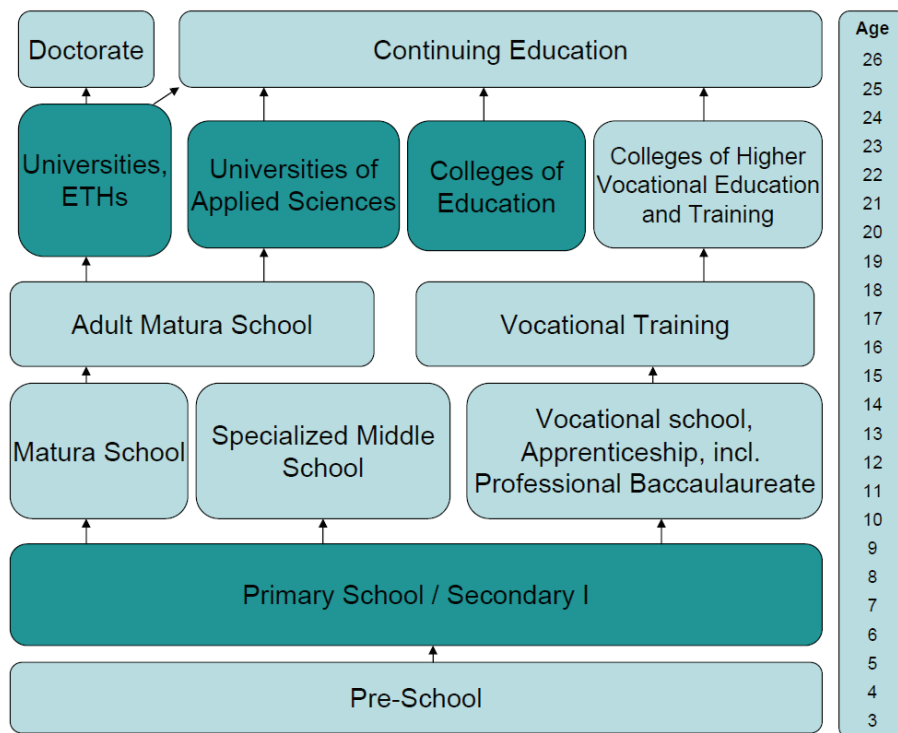 Doctorate
Continuing Education
Universities,
ETHs
Universities of
Applied Sciences
Colleges of
Education
Colleges of Higher
Vocational Education
and Training
Adult Matura School
Vocational Training
Matura School
Specialized Middle
School
Vocational school,
Apprenticeship, incl.
Professional Baccaulaureate
Primary School / Secondary I
Pre-School
Age
26
25
24
23
22
21
20
19
18
17
16
15
14
13
12
11
10
9
8
7
6
5
4
3